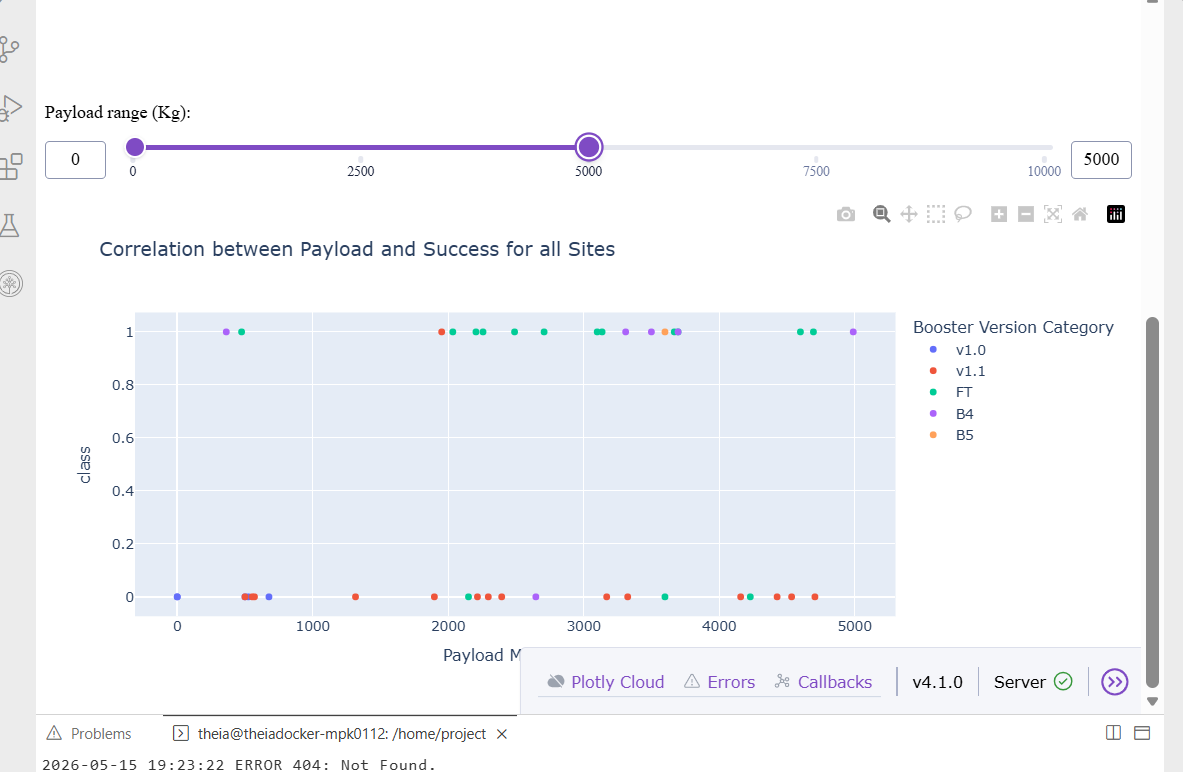 Payload range (Kg):
0
5000
0 2500 5000 7500 10000
Correlation between Payload and Success for all Sites
Booster Version Category
v1.0
v1.1
FT
B4
B5
1
0.8
0.6
0.4
0.2
0
class
0 1000 2000 3000 4000 5000
Payload M
Plotly Cloud Errors Callbacks v4.1.0 Server
Problems theia@theiadocker-mpk0112: /home/project
2026-05-15 19:23:22 ERROR 404: Not Found.